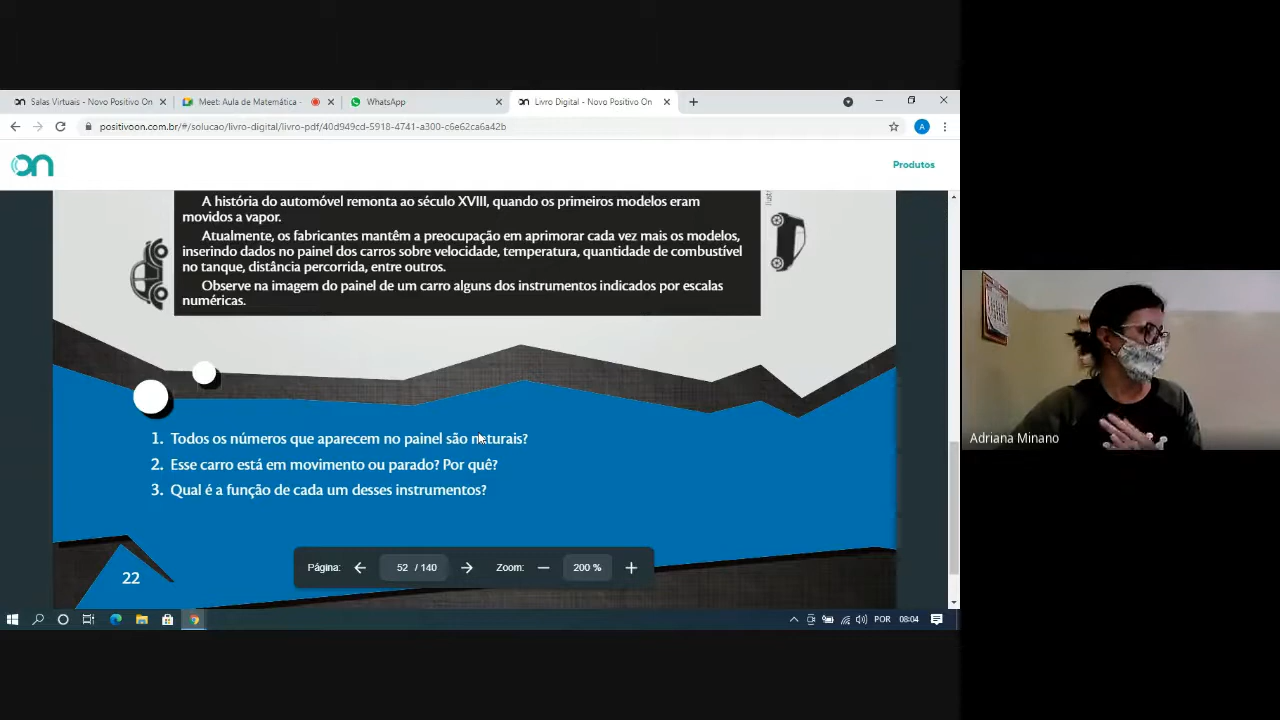 Salas Virtuais - Novo Positivo On
Meet: Aula de Matemática -
WhatsApp
Livro Digital - Novo Positivo On
positivoon.com.br/#/solucao/livro-digital/livro-pdf/40d949cd-5918-4741-a300-c6e62ca6a42b
A
on
Produtos
A história do automóvel remonta ao século XVIII, quando os primeiros modelos eram
movidos a vapor.
Atualmente, os fabricantes mantêm a preocupação em aprimorar cada vez mais os modelos,
inserindo dados no painel dos carros sobre velocidade, temperatura, quantidade de combustível
no tanque, distância percorrida, entre outros.
Observe na imagem do painel de um carro alguns dos instrumentos indicados por escalas
numéricas.
1. Todos os números que aparecem no painel são naturais?
2. Esse carro está em movimento ou parado? Por quê?
3. Qual é a função de cada um desses instrumentos?
22
Página: 52 / 140 Zoom: 200 %
POR 08:04
Adriana Minano